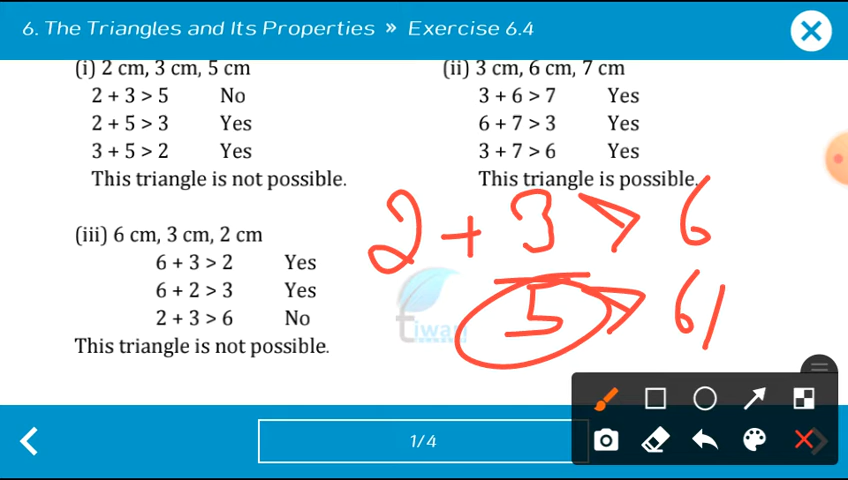 6. The Triangles and Its Properties » Exercise 6.4
(i) 2 cm, 3 cm, 5 cm
2 + 3 > 5 No
2 + 5 > 3 Yes
3 + 5 > 2 Yes
This triangle is not possible.
(ii) 3 cm, 6 cm, 7 cm
3 + 6 > 7 Yes
6 + 7 > 3 Yes
3 + 7 > 6 Yes
This triangle is possible.
(iii) 6 cm, 3 cm, 2 cm
6 + 3 > 2 Yes
6 + 2 > 3 Yes
2 + 3 > 6 No
This triangle is not possible.
2 + 3 > 6
5 > 6
tiwari
1/4